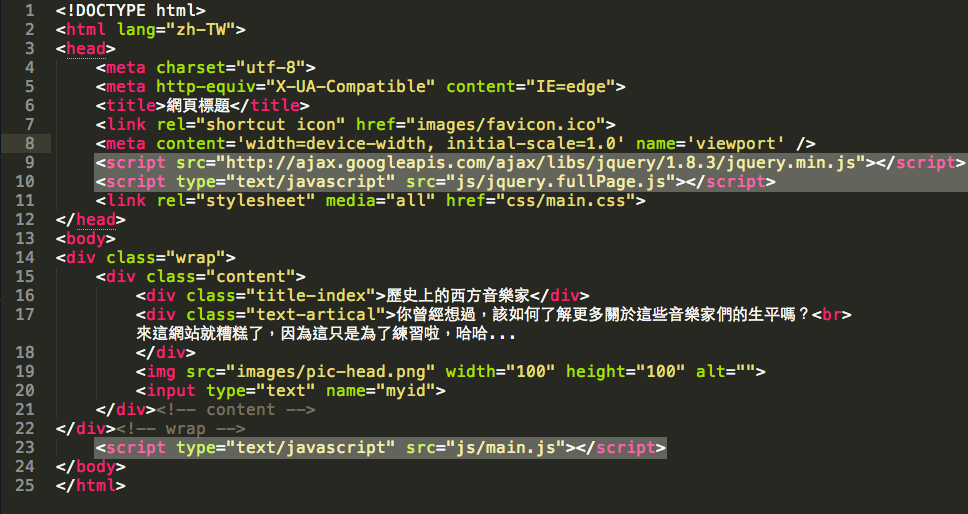 1 <!DOCTYPE html>
2 <html lang="zh-TW">
3 <head>
4     <meta charset="utf-8">
5     <meta http-equiv="X-UA-Compatible" content="IE=edge">
6     <title>網頁標題</title>
7     <link rel="shortcut icon" href="images/favicon.ico">
8     <meta content='width=device-width, initial-scale=1.0' name='viewport' />
9     <script src="http://ajax.googleapis.com/ajax/libs/jquery/1.8.3/jquery.min.js"></script>
10     <script type="text/javascript" src="js/jquery.fullPage.js"></script>
11     <link rel="stylesheet" media="all" href="css/main.css">
12 </head>
13 <body>
14 <div class="wrap">
15     <div class="content">
16         <div class="title-index">歷史上的西方音樂家</div>
17         <div class="text-artical">你曾經想過，該如何了解更多關於這些音樂家們的生平嗎？<br>
來這網站就糟糕了，因為這只是為了練習啦，哈哈...
18         </div>
19         <img src="images/pic-head.png" width="100" height="100" alt="">
20         <input type="text" name="myid">
21     </div><!-- content -->
22 </div><!-- wrap -->
23     <script type="text/javascript" src="js/main.js"></script>
24 </body>
25 </html>